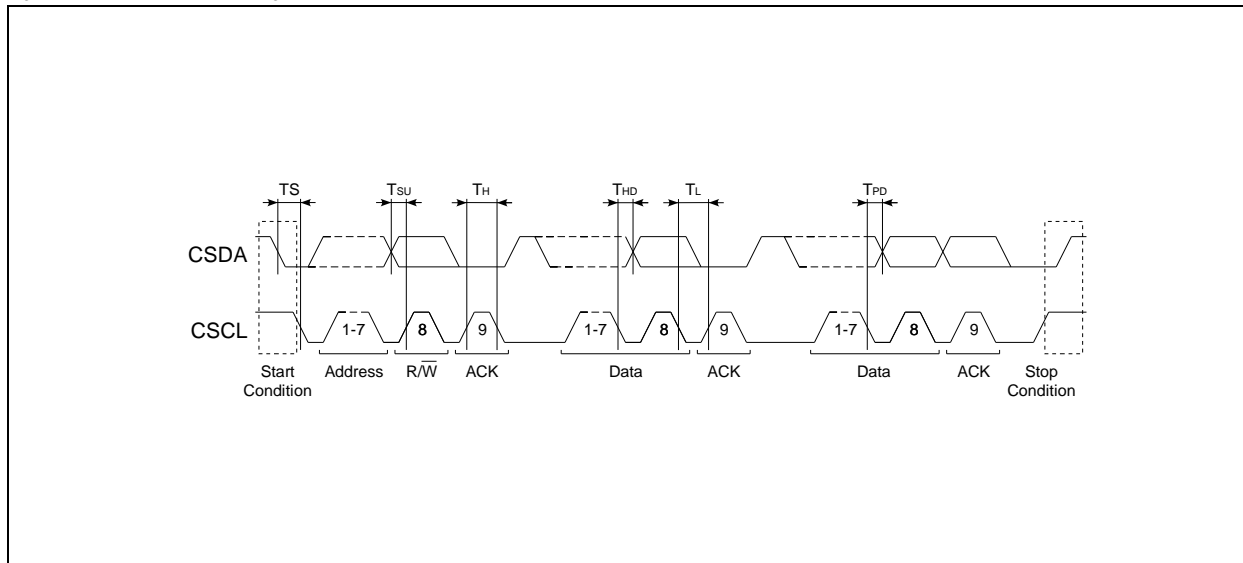 TS TSU TH THD TL TPD
CSDA
CSCL 1-7 8 9 1-7 8 9 1-7 8 9
Start Condition Address R/W̅ ACK Data ACK Data ACK Stop Condition